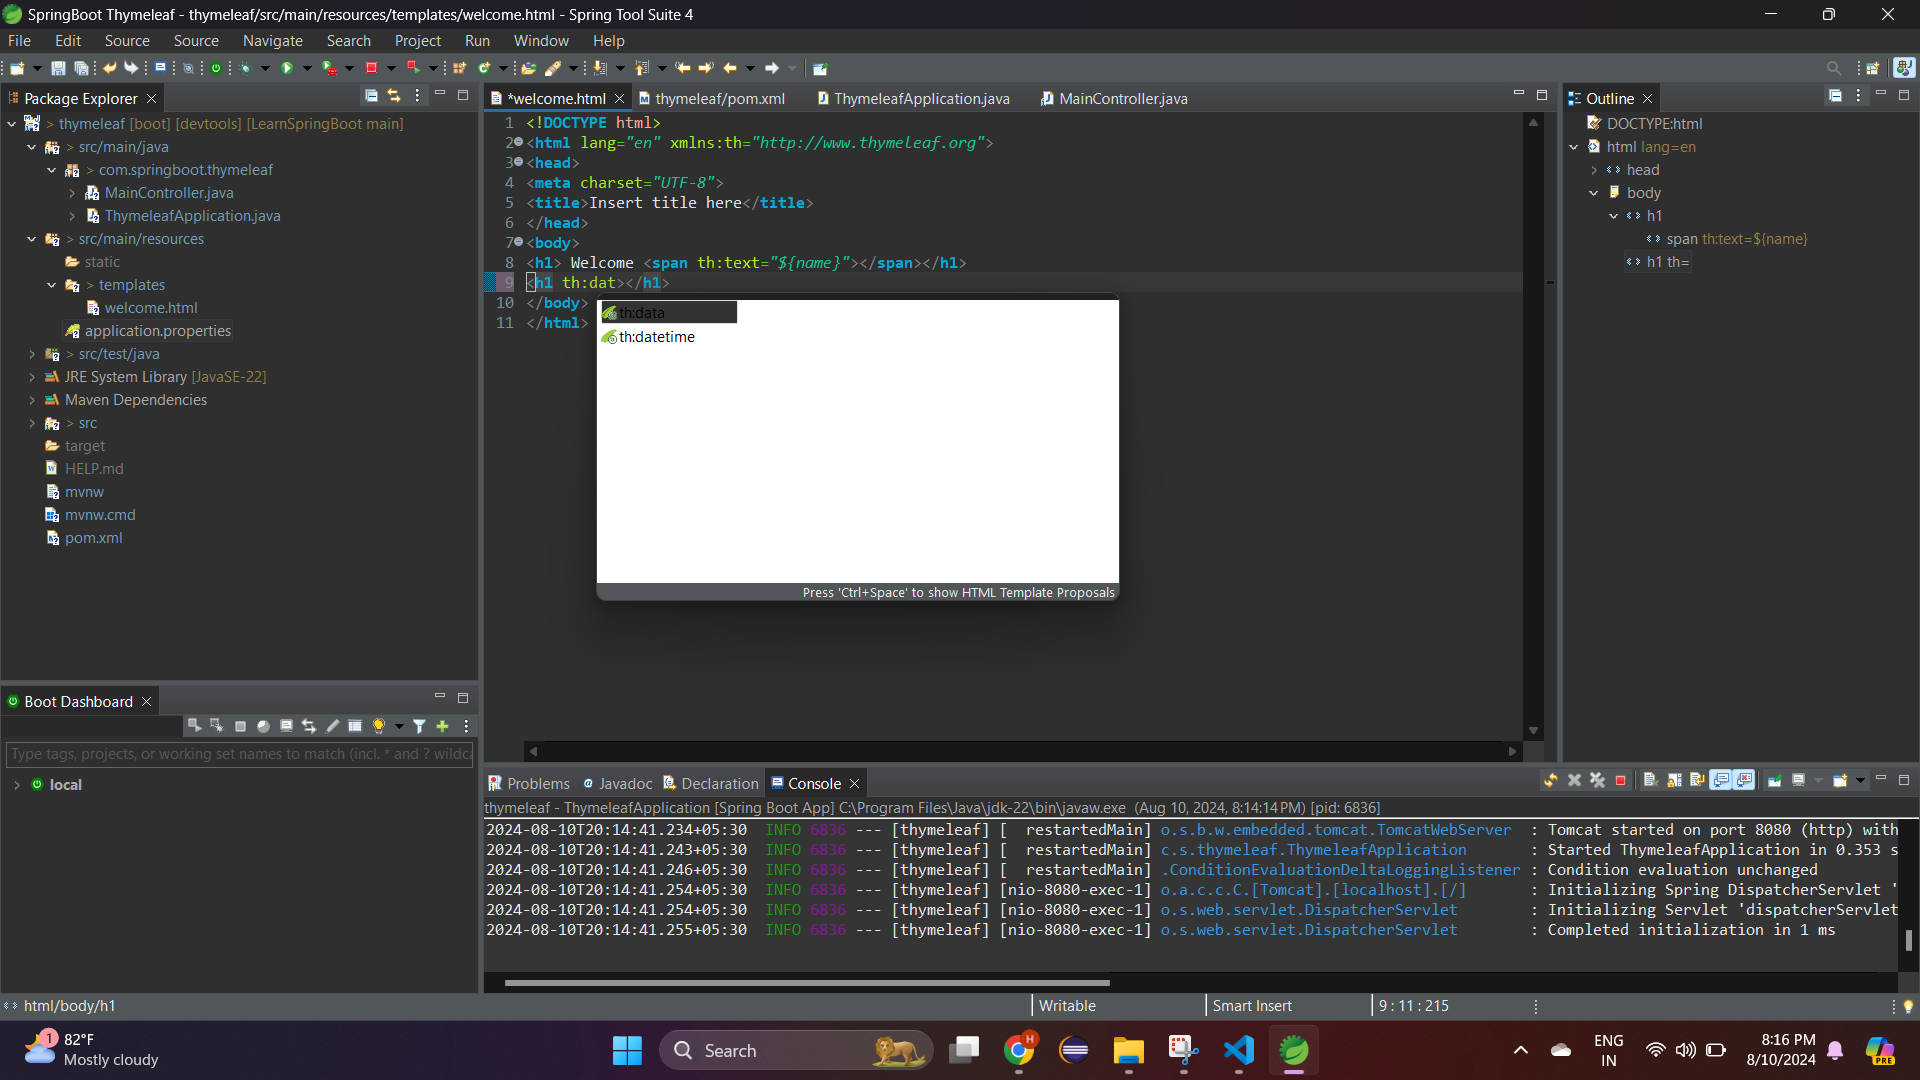 SpringBoot Thymeleaf - thymeleaf/src/main/resources/templates/welcome.html - Spring Tool Suite 4
File Edit Source Source Navigate Search Project Run Window Help
Package Explorer
> thymeleaf [boot] [devtools] [LearnSpringBoot main]
> src/main/java
> com.springboot.thymeleaf
MainController.java
ThymeleafApplication.java
> src/main/resources
static
> templates
welcome.html
application.properties
> src/test/java
JRE System Library [JavaSE-22]
Maven Dependencies
> src
target
HELP.md
mvnw
mvnw.cmd
pom.xml
*welcome.html thymeleaf/pom.xml ThymeleafApplication.java MainController.java
1 <!DOCTYPE html>
2 <html lang="en" xmlns:th="http://www.thymeleaf.org">
3 <head>
4 <meta charset="UTF-8">
5 <title>Insert title here</title>
6 </head>
7 <body>
8 <h1> Welcome <span th:text="${name}"></span></h1>
9 <h1 th:dat></h1>
10 </body>
11 </html>
th:data
th:datetime
Press 'Ctrl+Space' to show HTML Template Proposals
Outline
DOCTYPE:html
html lang=en
head
body
h1
span th:text=${name}
h1 th=
Boot Dashboard
Type tags, projects, or working set names to match (incl. * and ? wildca
local
Problems Javadoc Declaration Console
thymeleaf - ThymeleafApplication [Spring Boot App] C:\Program Files\Java\jdk-22\bin\javaw.exe (Aug 10, 2024, 8:14:14 PM) [pid: 6836]
2024-08-10T20:14:41.234+05:30 INFO 6836 --- [thymeleaf] [ restartedMain] o.s.b.w.embedded.tomcat.TomcatWebServer : Tomcat started on port 8080 (http) with
2024-08-10T20:14:41.243+05:30 INFO 6836 --- [thymeleaf] [ restartedMain] c.s.thymeleaf.ThymeleafApplication : Started ThymeleafApplication in 0.353 s
2024-08-10T20:14:41.246+05:30 INFO 6836 --- [thymeleaf] [ restartedMain] .ConditionEvaluationDeltaLoggingListener : Condition evaluation unchanged
2024-08-10T20:14:41.254+05:30 INFO 6836 --- [thymeleaf] [nio-8080-exec-1] o.a.c.c.C.[Tomcat].[localhost].[/] : Initializing Spring DispatcherServlet '
2024-08-10T20:14:41.254+05:30 INFO 6836 --- [thymeleaf] [nio-8080-exec-1] o.s.web.servlet.DispatcherServlet : Initializing Servlet 'dispatcherServlet
2024-08-10T20:14:41.255+05:30 INFO 6836 --- [thymeleaf] [nio-8080-exec-1] o.s.web.servlet.DispatcherServlet : Completed initialization in 1 ms
html/body/h1
Writable
Smart Insert
9 : 11 : 215
1
82°F
Mostly cloudy
Search
H
ENG
IN
8:16 PM
8/10/2024
PRE